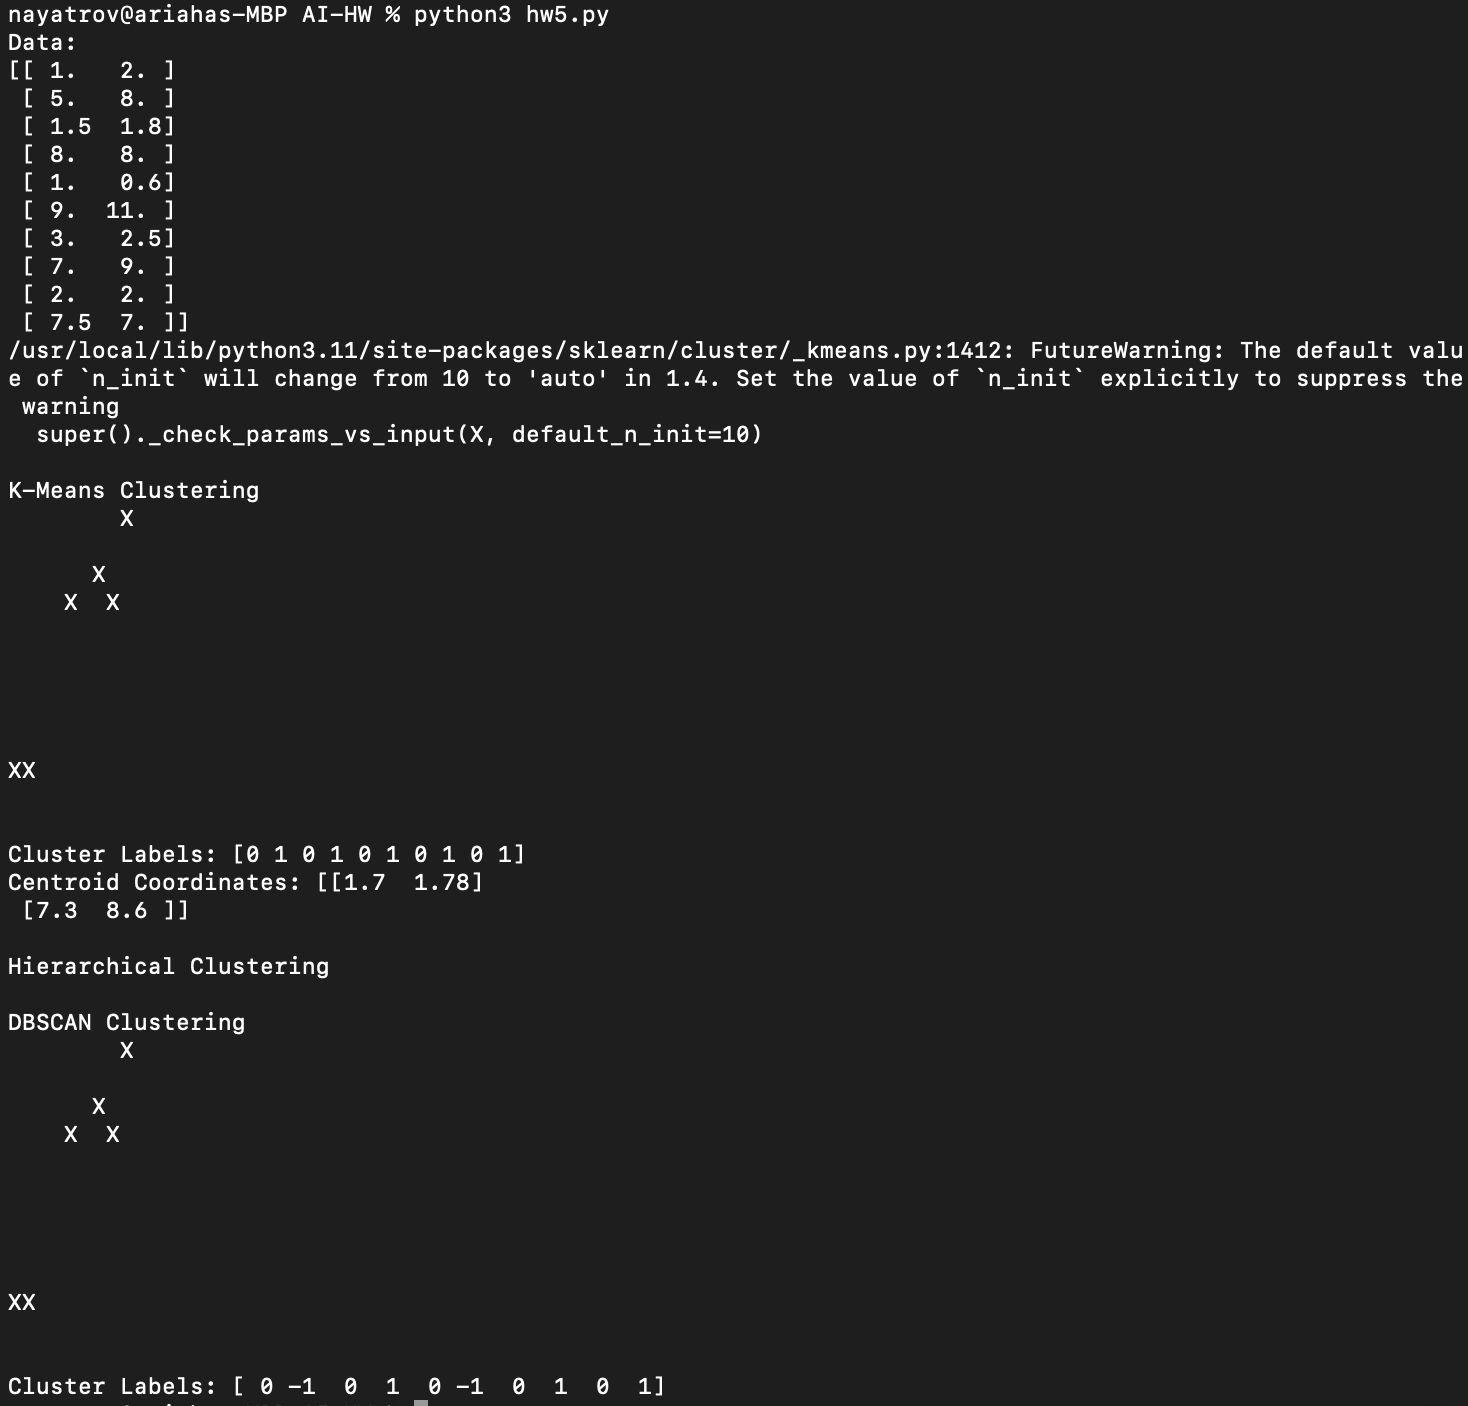 nayatrov@ariahas-MBP AI-HW % python3 hw5.py
Data:
[[ 1.   2. ]
 [ 5.   8. ]
 [ 1.5  1.8]
 [ 8.   8. ]
 [ 1.   0.6]
 [ 9.  11. ]
 [ 3.   2.5]
 [ 7.   9. ]
 [ 2.   2. ]
 [ 7.5  7. ]]
/usr/local/lib/python3.11/site-packages/sklearn/cluster/_kmeans.py:1412: FutureWarning: The default valu
e of `n_init` will change from 10 to 'auto' in 1.4. Set the value of `n_init` explicitly to suppress the
 warning
  super()._check_params_vs_input(X, default_n_init=10)

K-Means Clustering
        X

      X
    X  X





XX


Cluster Labels: [0 1 0 1 0 1 0 1 0 1]
Centroid Coordinates: [[1.7  1.78]
 [7.3  8.6 ]]

Hierarchical Clustering

DBSCAN Clustering
        X

      X
    X  X





XX


Cluster Labels: [ 0 -1  0  1  0 -1  0  1  0  1]